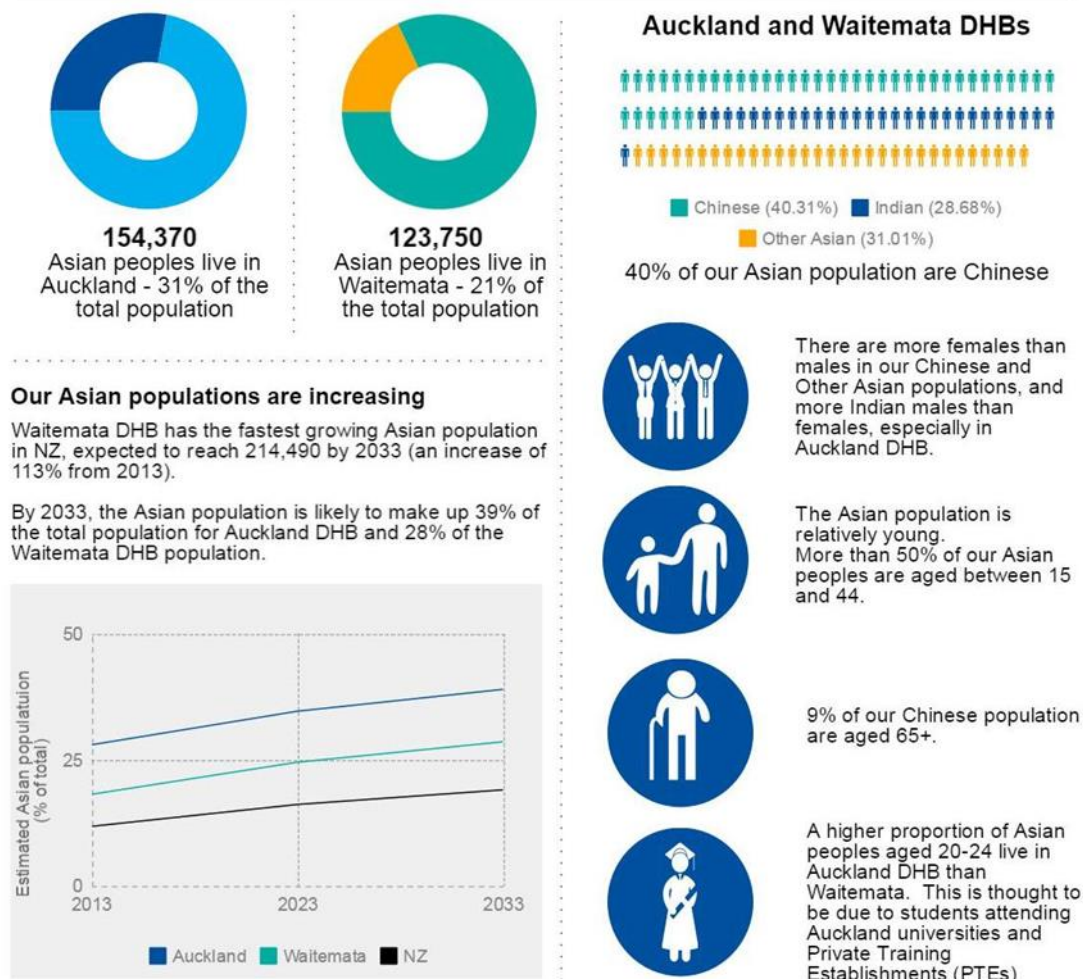 154,370
Asian peoples live in
Auckland - 31% of the
total population
123,750
Asian peoples live in
Waitemata - 21% of
the total population
Our Asian populations are increasing
Waitemata DHB has the fastest growing Asian population
in NZ, expected to reach 214,490 by 2033 (an increase of
113% from 2013).
By 2033, the Asian population is likely to make up 39% of
the total population for Auckland DHB and 28% of the
Waitemata DHB population.
Estimated Asian populatuion
(% of total)
50
25
0
2013
2023
2033
Auckland
Waitemata
NZ
Auckland and Waitemata DHBs
Chinese (40.31%)
Indian (28.68%)
Other Asian (31.01%)
40% of our Asian population are Chinese
There are more females than
males in our Chinese and
Other Asian populations, and
more Indian males than
females, especially in
Auckland DHB.
The Asian population is
relatively young.
More than 50% of our Asian
peoples are aged between 15
and 44.
9% of our Chinese population
are aged 65+.
A higher proportion of Asian
peoples aged 20-24 live in
Auckland DHB than
Waitemata.  This is thought to
be due to students attending
Auckland universities and
Private Training
Establishments (PTEs)